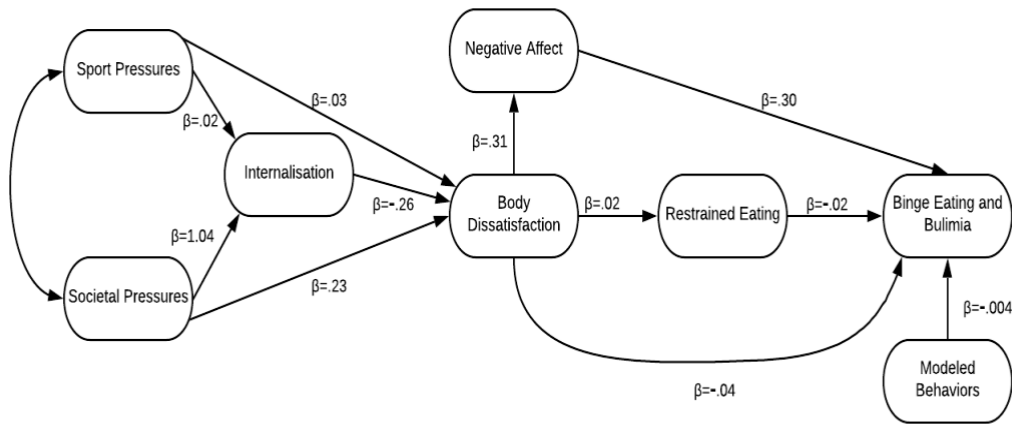 Sport Pressures
Negative Affect
β=.03
β=.30
β=.02
β=.31
Internalisation
β=-.26
Body
Dissatisfaction
β=.02
Restrained Eating
β=-.02
Binge Eating and
Bulimia
β=1.04
Societal Pressures
β=.23
β=-.004
Modeled
Behaviors
β=-.04